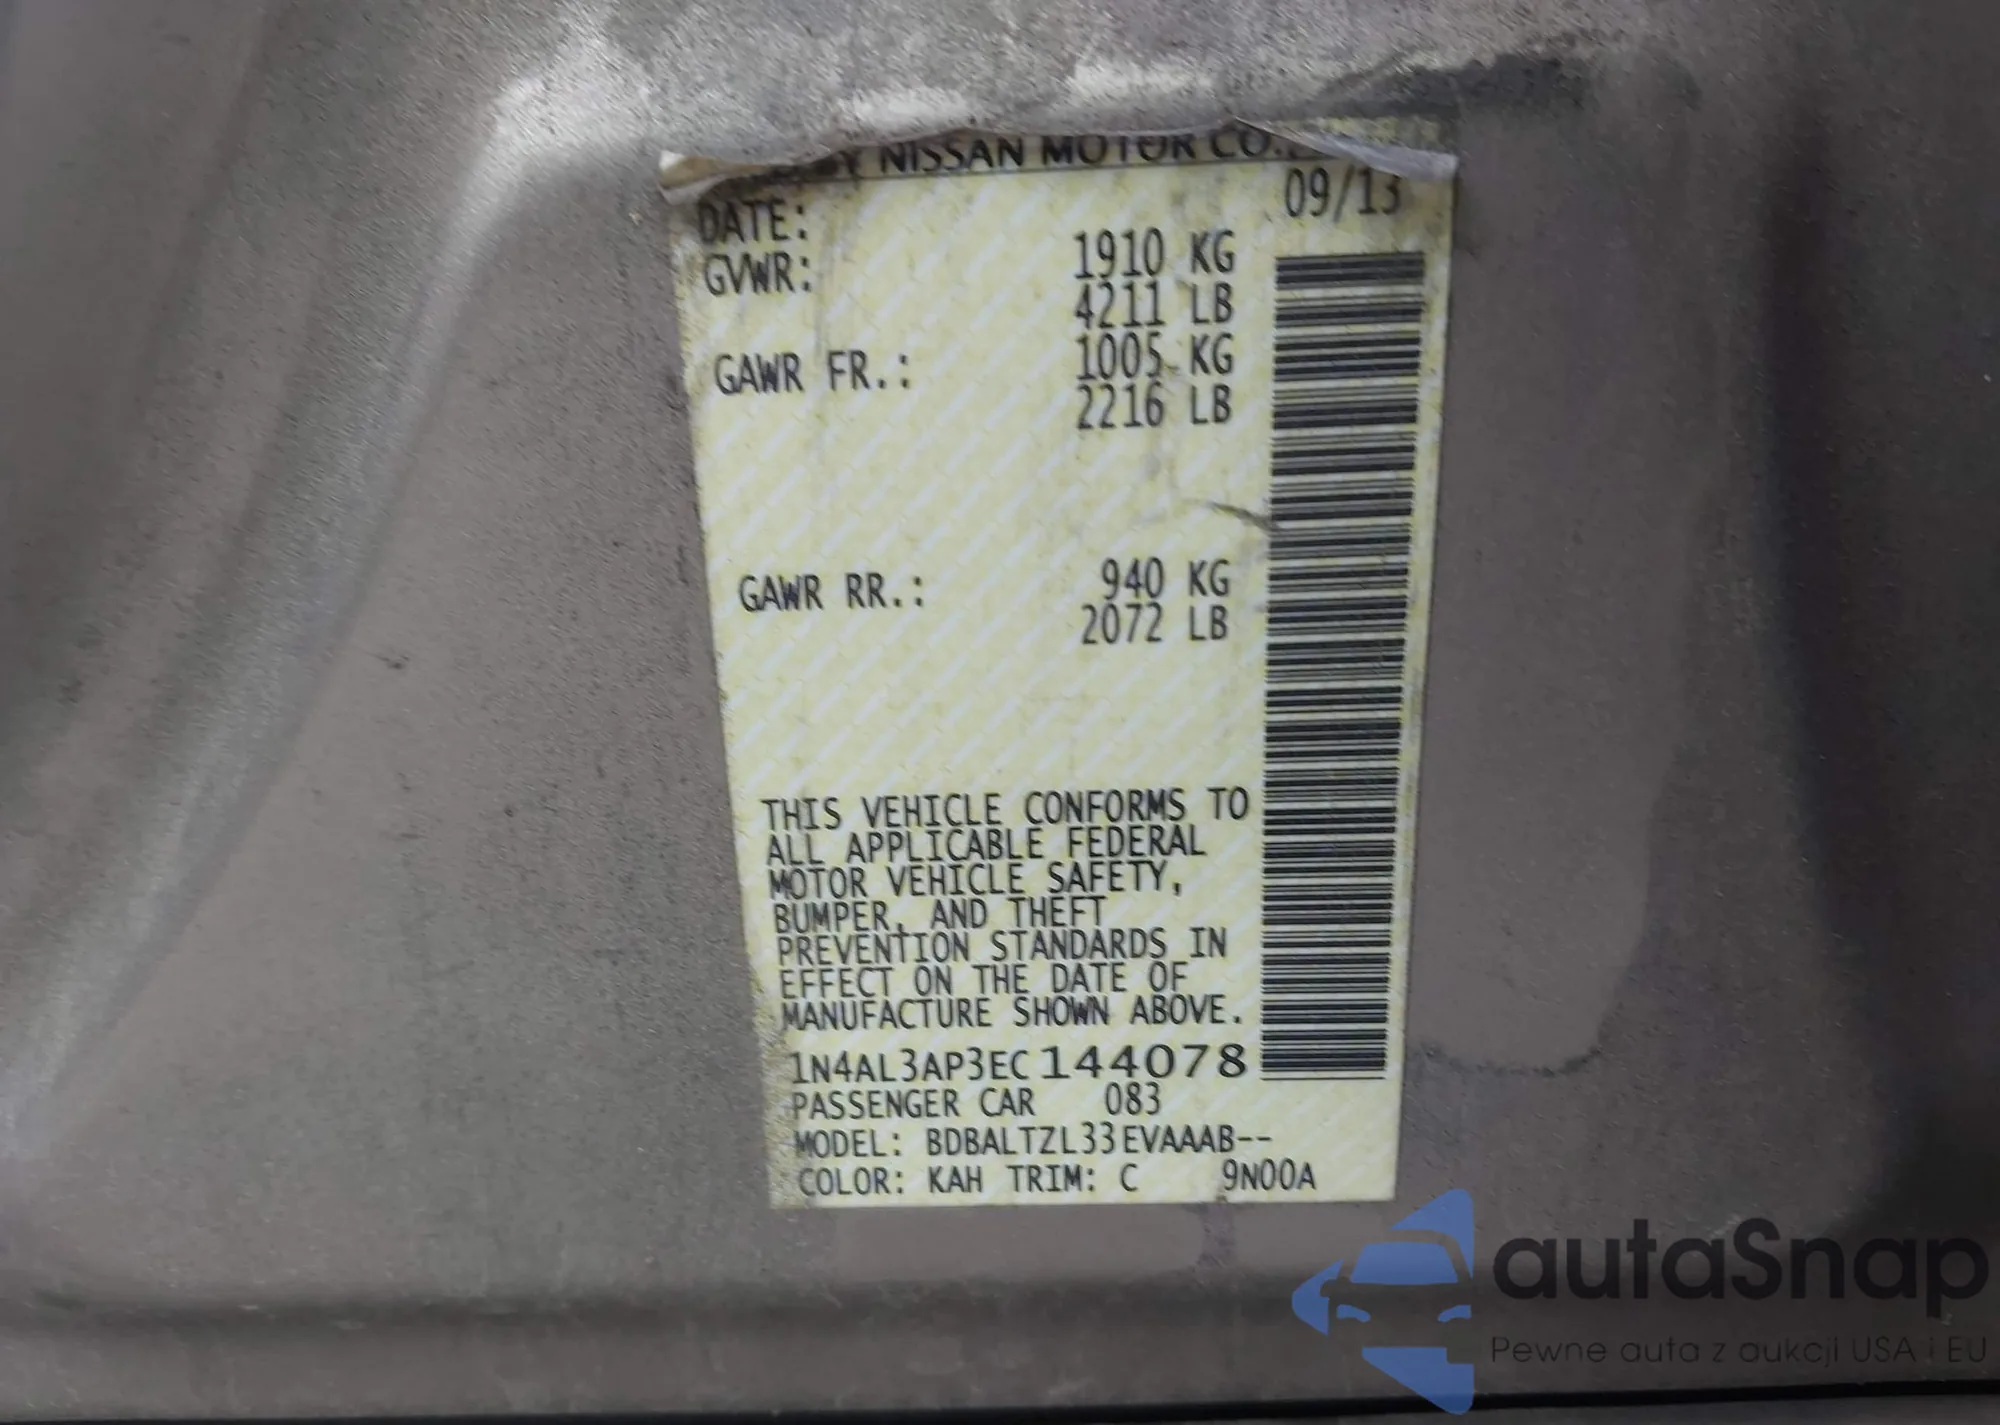 BY NISSAN MOTOR CO.
DATE: 09/13
GVWR: 1910 KG
4211 LB
GAWR FR.: 1005 KG
2216 LB
GAWR RR.: 940 KG
2072 LB
THIS VEHICLE CONFORMS TO
ALL APPLICABLE FEDERAL
MOTOR VEHICLE SAFETY,
BUMPER, AND THEFT
PREVENTION STANDARDS IN
EFFECT ON THE DATE OF
MANUFACTURE SHOWN ABOVE.
1N4AL3AP3EC144078
PASSENGER CAR 083
MODEL: BDBALTZL33EVAAAB--
COLOR: KAH TRIM: C 9N00A
autaSnap
Pewne auta z aukcji USA i EU